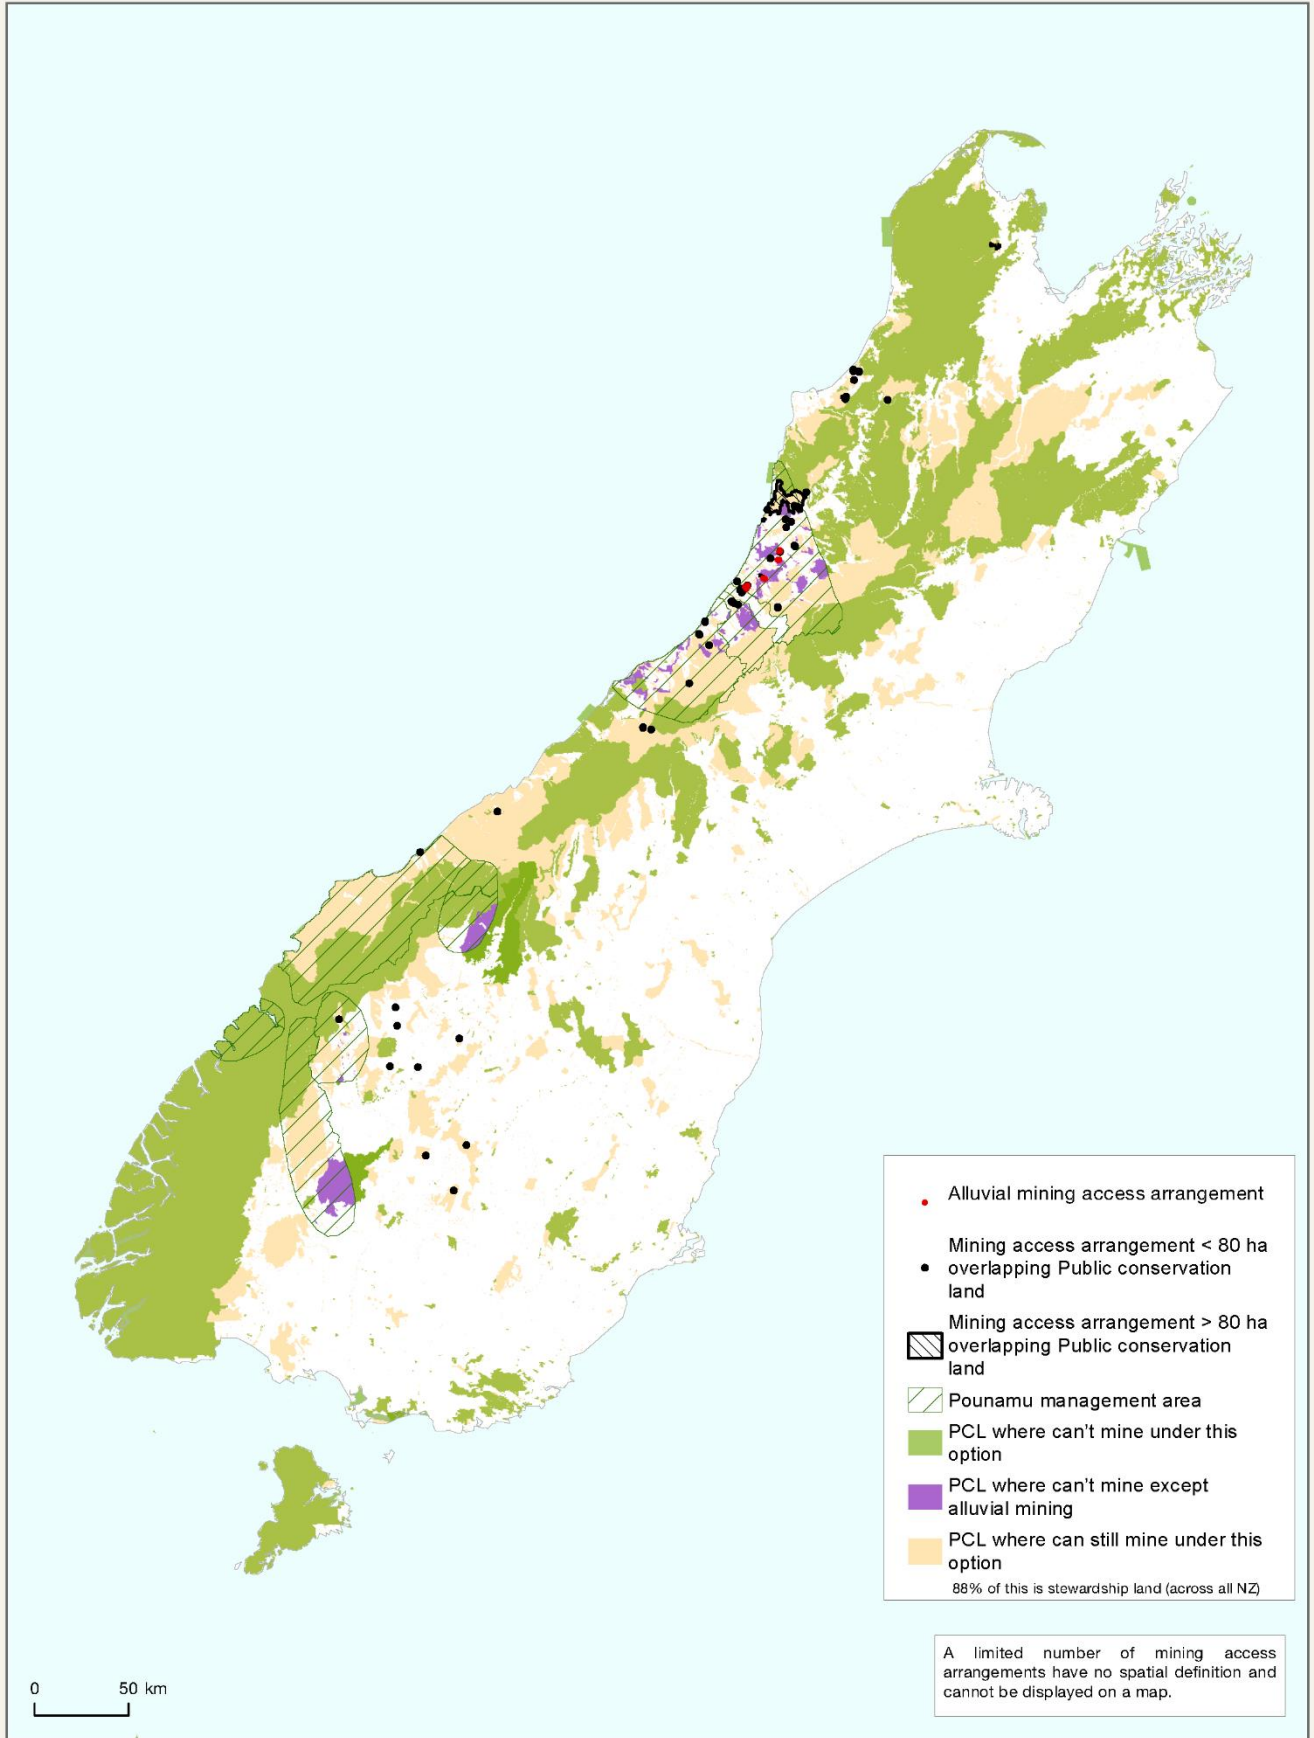 Alluvial mining access arrangement
Mining access arrangement < 80 ha
overlapping Public conservation
land
Mining access arrangement > 80 ha
overlapping Public conservation
land
Pounamu management area
PCL where can't mine under this
option
PCL where can't mine except
alluvial mining
PCL where can still mine under this
option
88% of this is stewardship land (across all NZ)
A limited number of mining access
arrangements have no spatial definition and
cannot be displayed on a map.
0 50 km